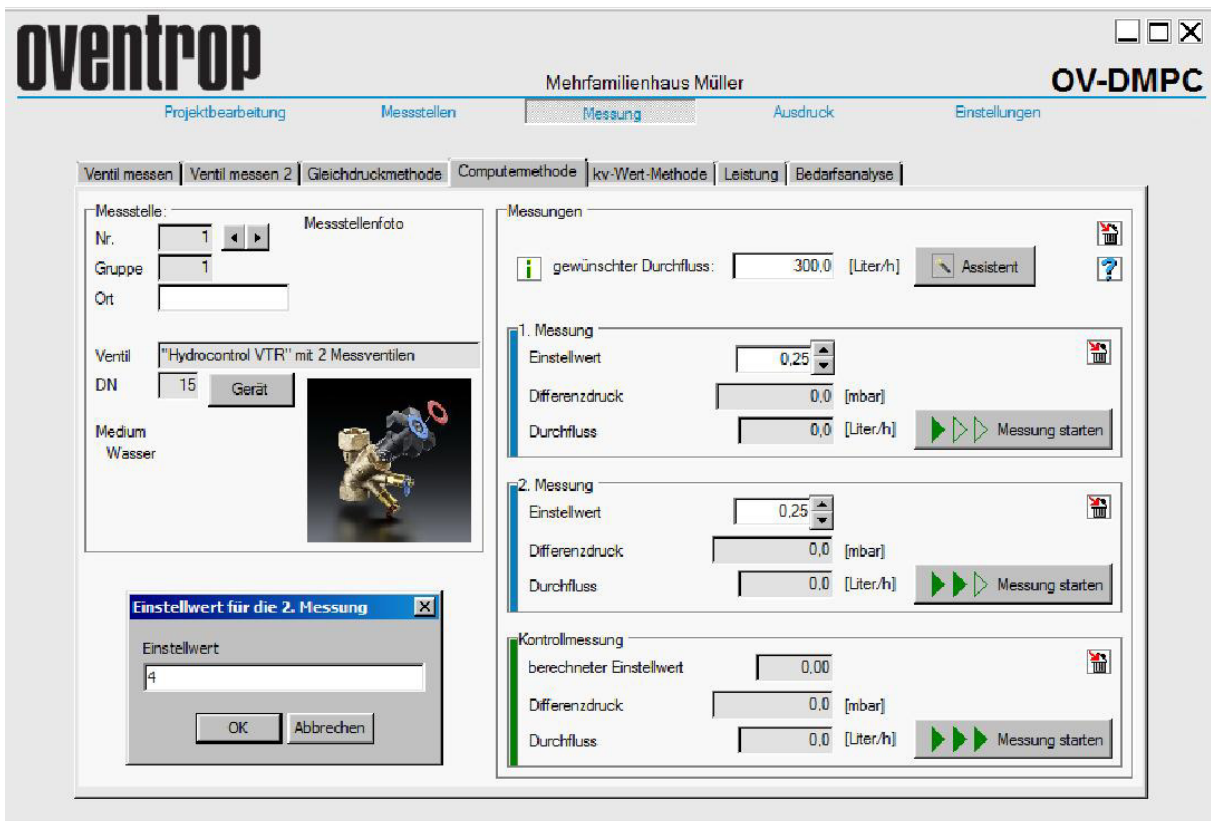 oventrop
Mehrfamilienhaus Müller
OV-DMPC
Projektbearbeitung Messstellen Messung Ausdruck Einstellungen
Ventil messen Ventil messen 2 Gleichdruckmethode Computermethode kv-Wert-Methode Leistung Bedarfsanalyse
Messstelle:
Nr. 1
Messstellenfoto
Gruppe 1
Ort
Ventil "Hydrocontrol VTR" mit 2 Messventilen
DN 15 Gerät
Medium
Wasser
Messungen
gewünschter Durchfluss: 300,0 [Liter/h] Assistent
1. Messung
Einstellwert 0,25
Differenzdruck 0,0 [mbar]
Durchfluss 0,0 [Liter/h] Messung starten
2. Messung
Einstellwert 0,25
Differenzdruck 0,0 [mbar]
Durchfluss 0,0 [Liter/h] Messung starten
Kontrollmessung
berechneter Einstellwert 0,00
Differenzdruck 0,0 [mbar]
Durchfluss 0,0 [Liter/h] Messung starten
Einstellwert für die 2. Messung
Einstellwert
4
OK Abbrechen